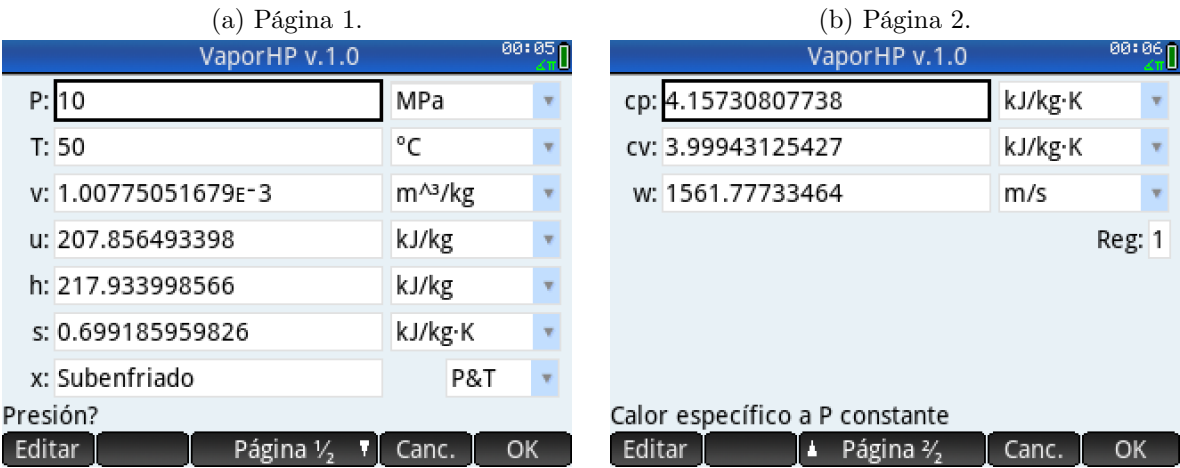 (a) Página 1.
VaporHP v.1.0 00:05
∡π
P: 10 MPa
T: 50 °C
v: 1.00775051679ᴇ⁻3 m^³/kg
u: 207.856493398 kJ/kg
h: 217.933998566 kJ/kg
s: 0.699185959826 kJ/kg·K
x: Subenfriado P&T
Presión?
Editar Página ½ Canc. OK
(b) Página 2.
VaporHP v.1.0 00:06
∡π
cp: 4.15730807738 kJ/kg·K
cv: 3.99943125427 kJ/kg·K
w: 1561.77733464 m/s
Reg: 1
Calor específico a P constante
Editar Página 2/2 Canc. OK